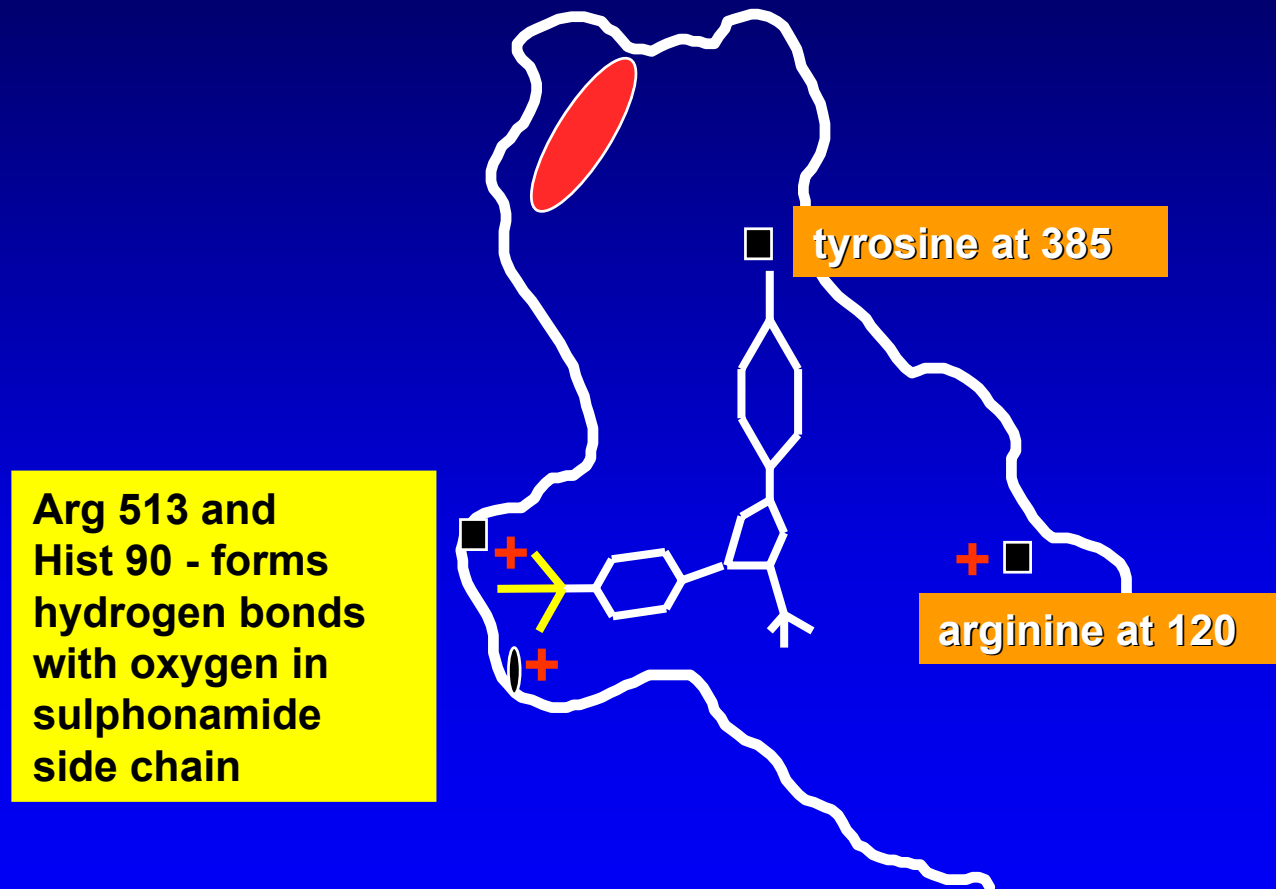 tyrosine at 385
Arg 513 and
Hist 90 - forms
hydrogen bonds
with oxygen in
sulphonamide
side chain
+
+
+
arginine at 120